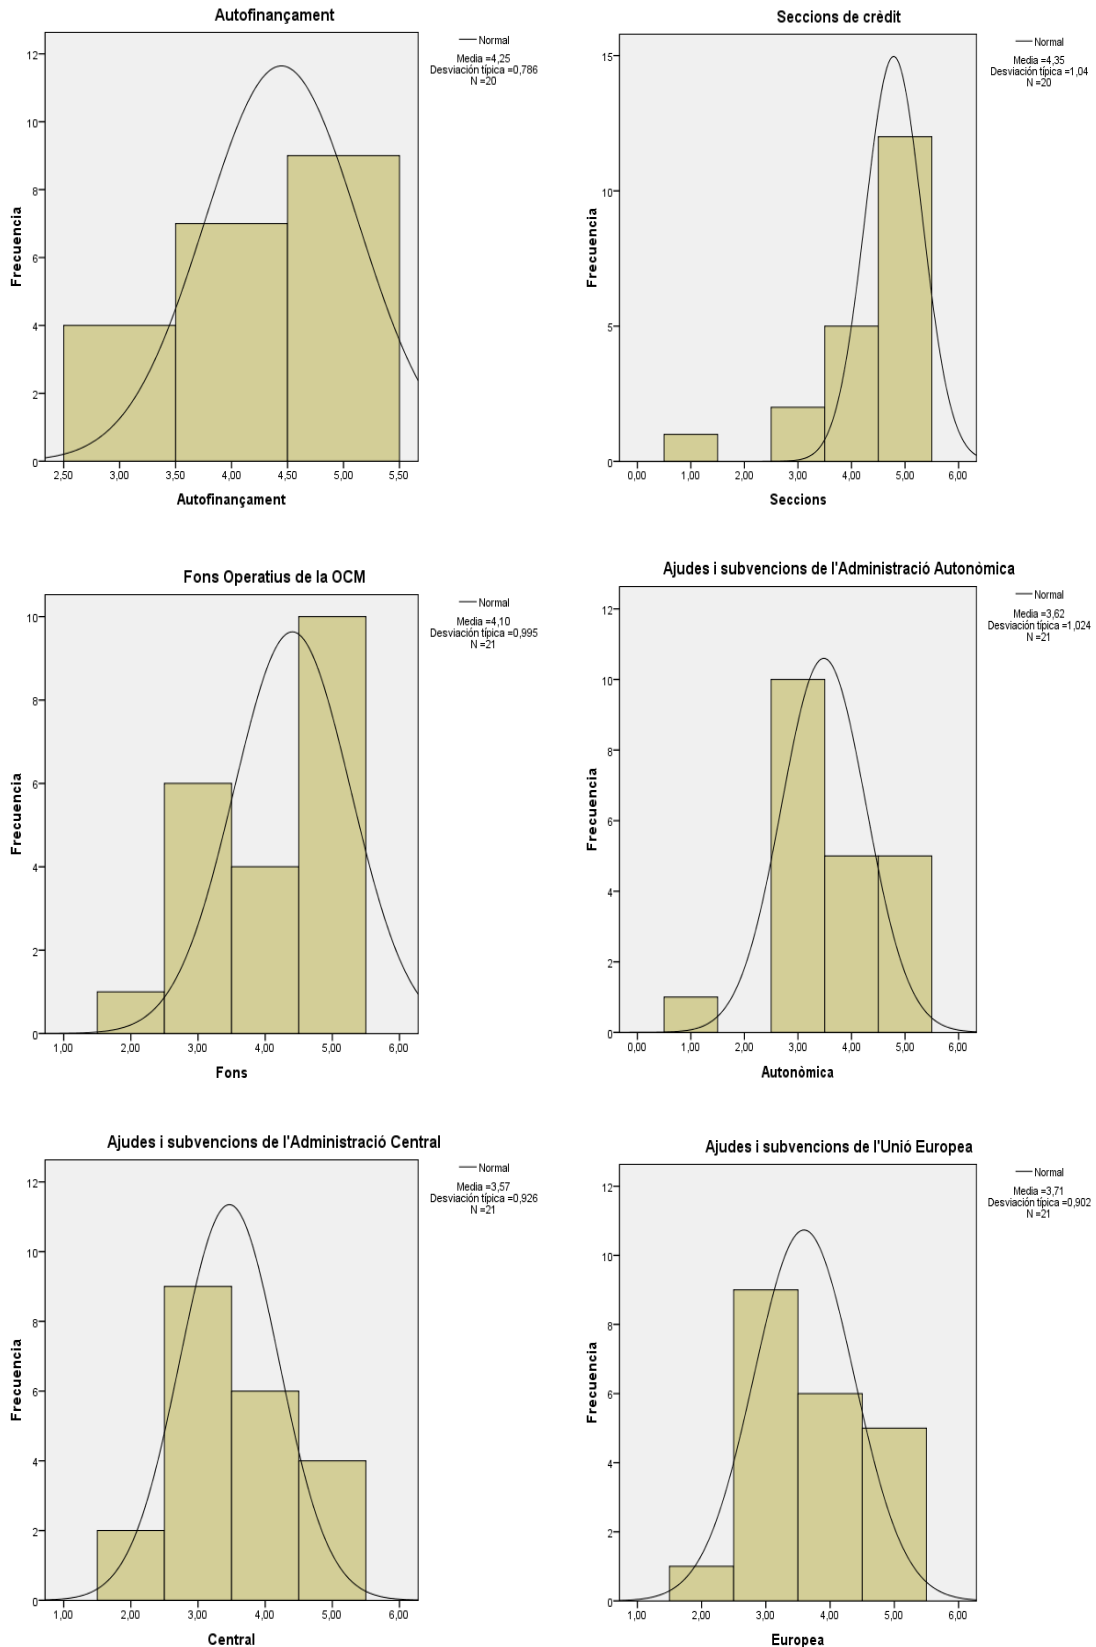 Autofinançament
Normal
Media =4,25
Desviación típica =0,786
N =20
12
10
8
6
4
2
0
Frecuencia
2,50 3,00 3,50 4,00 4,50 5,00 5,50
Autofinançament
Seccions de crèdit
Normal
Media =4,35
Desviación típica =1,04
N =20
15
10
5
0
Frecuencia
0,00 1,00 2,00 3,00 4,00 5,00 6,00
Seccions
Fons Operatius de la OCM
Normal
Media =4,10
Desviación típica =0,995
N =21
10
8
6
4
2
0
Frecuencia
1,00 2,00 3,00 4,00 5,00 6,00
Fons
Ajudes i subvencions de l'Administració Autonòmica
Normal
Media =3,62
Desviación típica =1,024
N =21
12
10
8
6
4
2
0
Frecuencia
0,00 1,00 2,00 3,00 4,00 5,00 6,00
Autonòmica
Ajudes i subvencions de l'Administració Central
Normal
Media =3,57
Desviación típica =0,926
N =21
12
10
8
6
4
2
0
Frecuencia
1,00 2,00 3,00 4,00 5,00 6,00
Central
Ajudes i subvencions de l'Unió Europea
Normal
Media =3,71
Desviación típica =0,902
N =21
12
10
8
6
4
2
0
Frecuencia
1,00 2,00 3,00 4,00 5,00 6,00
Europea